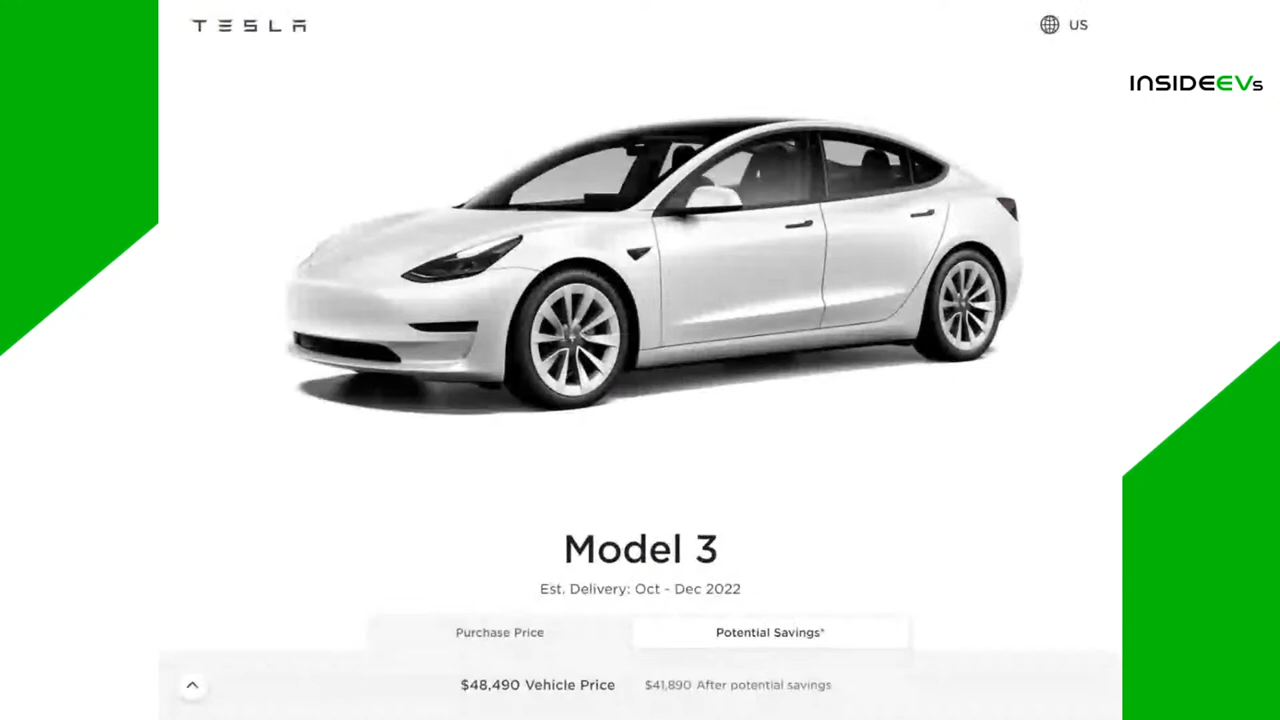 TESLA
US
INSIDEEVs
Model 3
Est. Delivery: Oct - Dec 2022
Purchase Price
Potential Savings*
$48,490 Vehicle Price
$41,890 After potential savings